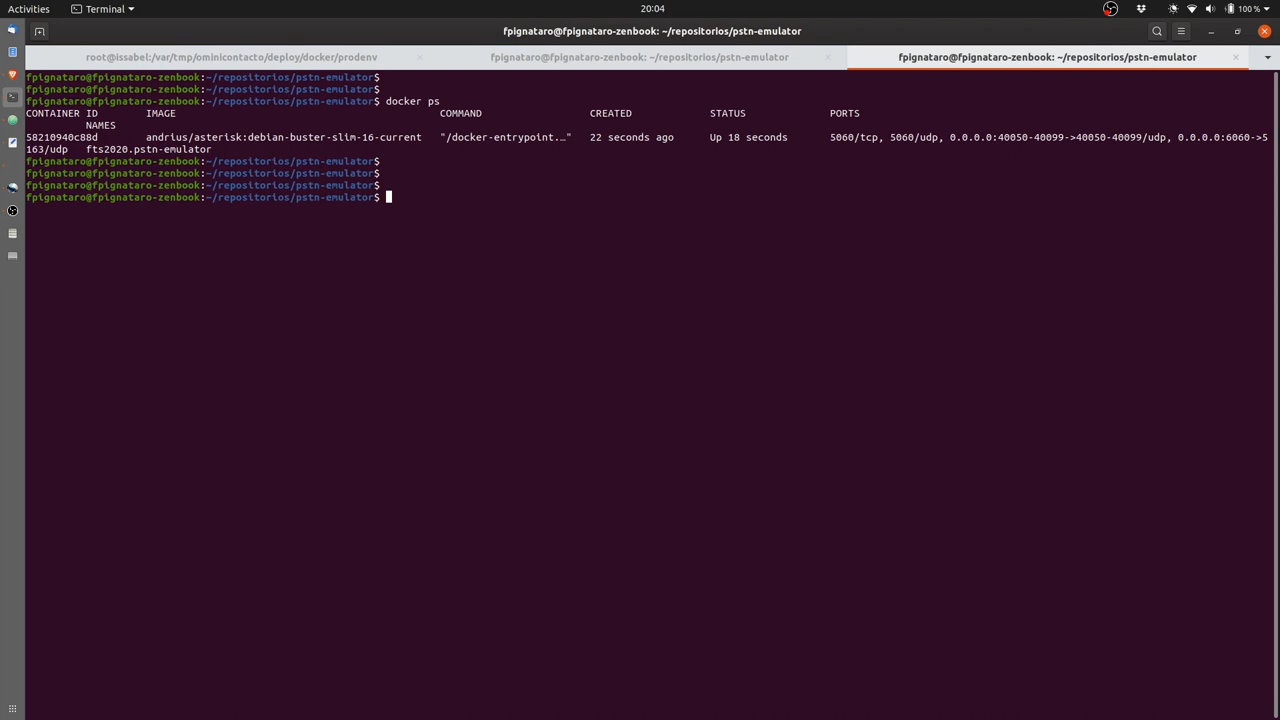 Activities Terminal 20:04 100 %
fpignataro@fpignataro-zenbook: ~/repositorios/pstn-emulator
root@issabel:/var/tmp/ominicontacto/deploy/docker/prodenv × fpignataro@fpignataro-zenbook: ~/repositorios/pstn-emulator × fpignataro@fpignataro-zenbook: ~/repositorios/pstn-emulator ×
fpignataro@fpignataro-zenbook:~/repositorios/pstn-emulator$
fpignataro@fpignataro-zenbook:~/repositorios/pstn-emulator$
fpignataro@fpignataro-zenbook:~/repositorios/pstn-emulator$ docker ps
CONTAINER ID IMAGE COMMAND CREATED STATUS PORTS
NAMES
58210940c88d andrius/asterisk:debian-buster-slim-16-current "/docker-entrypoint.…" 22 seconds ago Up 18 seconds 5060/tcp, 5060/udp, 0.0.0.0:40050-40099->40050-40099/udp, 0.0.0.0:6060->5
163/udp fts2020.pstn-emulator
fpignataro@fpignataro-zenbook:~/repositorios/pstn-emulator$
fpignataro@fpignataro-zenbook:~/repositorios/pstn-emulator$
fpignataro@fpignataro-zenbook:~/repositorios/pstn-emulator$
fpignataro@fpignataro-zenbook:~/repositorios/pstn-emulator$